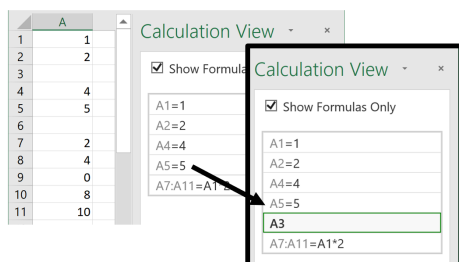 A
1 1
2 2
3
4 4
5 5
6
7 2
8 4
9 0
10 8
11 10
Calculation View
Show Formula
A1=1
A2=2
A4=4
A5=5
A7:A11=A1*2
Calculation View
Show Formulas Only
A1=1
A2=2
A4=4
A5=5
A3
A7:A11=A1*2